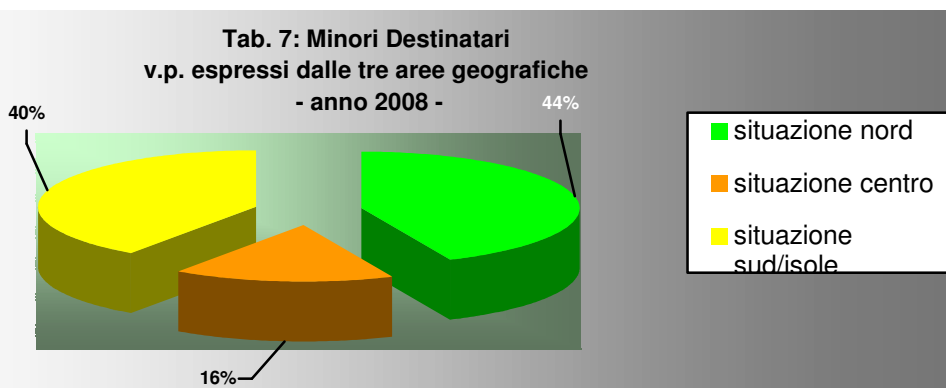 Tab. 7: Minori Destinatari
v.p. espressi dalle tre aree geografiche
- anno 2008 -
44%
40%
16%
situazione nord
situazione centro
situazione
sud/isole